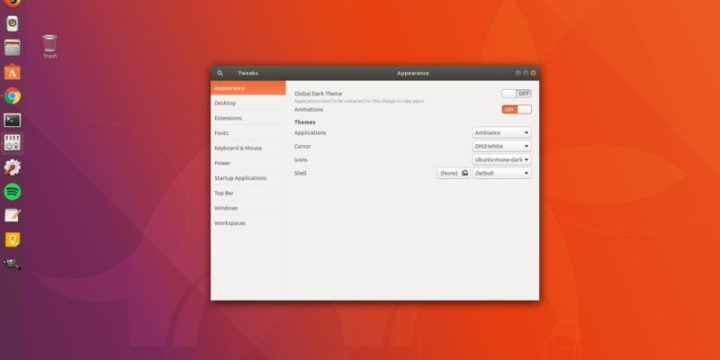 Trash
Tweaks
Appearance
Appearance
Desktop
Extensions
Fonts
Keyboard & Mouse
Power
Startup Applications
Top Bar
Windows
Workspaces
Global Dark Theme OFF
Applications need to be restarted for this change to take place.
Animations ON
Themes
Applications Ambiance
Cursor DMZ-White
Icons Ubuntu-mono-dark
Shell (None) Default